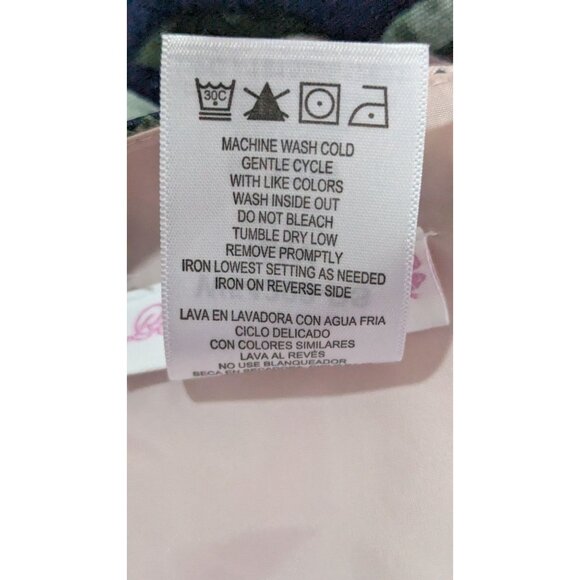 30C
MACHINE WASH COLD
GENTLE CYCLE
WITH LIKE COLORS
WASH INSIDE OUT
DO NOT BLEACH
TUMBLE DRY LOW
REMOVE PROMPTLY
IRON LOWEST SETTING AS NEEDED
IRON ON REVERSE SIDE
LAVA EN LAVADORA CON AGUA FRIA
CICLO DELICADO
CON COLORES SIMILARES
LAVA AL REVÉS
NO USE BLANQUEADOR